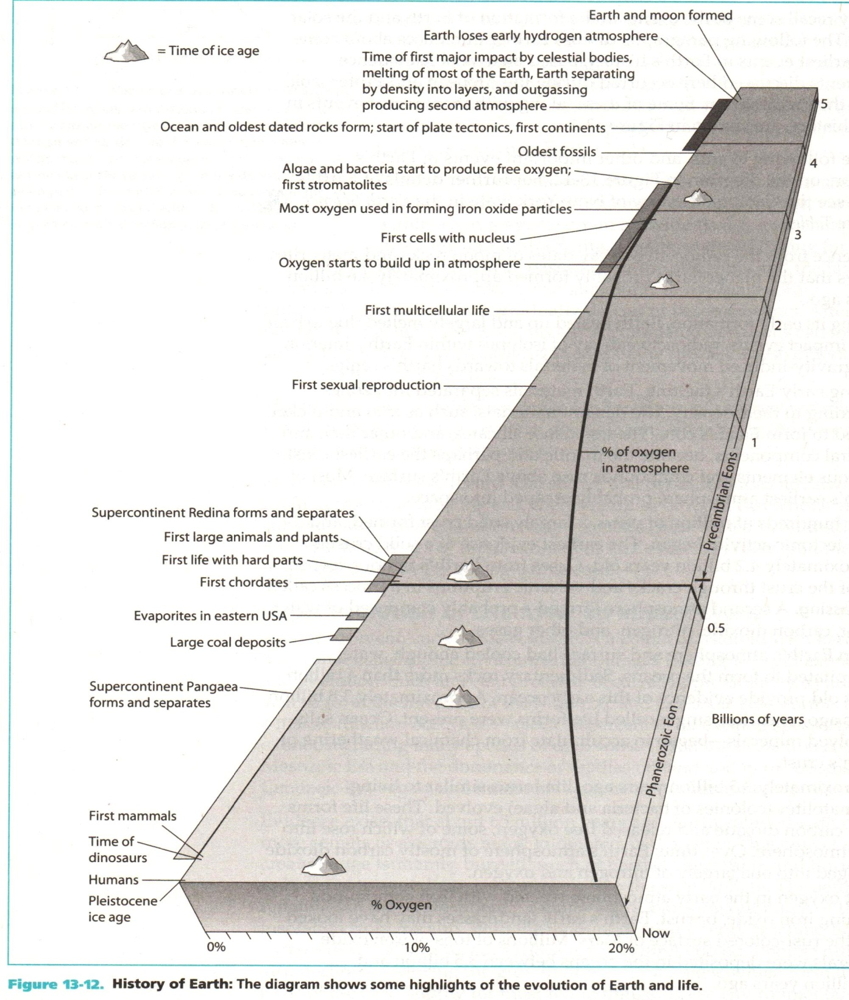 Earth and moon formed
Earth loses early hydrogen atmosphere
= Time of ice age
Time of first major impact by celestial bodies,
melting of most of the Earth, Earth separating
by density into layers, and outgassing
producing second atmosphere
5
Ocean and oldest dated rocks form; start of plate tectonics, first continents
Oldest fossils
4
Algae and bacteria start to produce free oxygen;
first stromatolites
Most oxygen used in forming iron oxide particles
3
First cells with nucleus
Oxygen starts to build up in atmosphere
First multicellular life
2
First sexual reproduction
1
% of oxygen
in atmosphere
Precambrian Eons
Supercontinent Redina forms and separates
First large animals and plants
First life with hard parts
First chordates
Evaporites in eastern USA
0.5
Large coal deposits
Supercontinent Pangaea
forms and separates
Billions of years
Phanerozoic Eon
First mammals
Time of
dinosaurs
Humans
Pleistocene
ice age
% Oxygen
Now
0%
10%
20%
Figure 13-12. History of Earth: The diagram shows some highlights of the evolution of Earth and life.